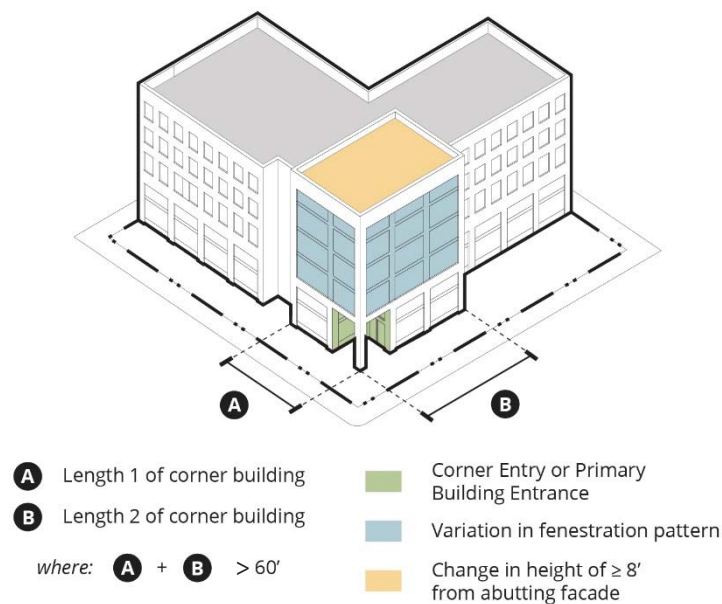 A
B
A Length 1 of corner building
B Length 2 of corner building
where: A + B > 60’
Corner Entry or Primary
Building Entrance
Variation in fenestration pattern
Change in height of ≥ 8’
from abutting facade